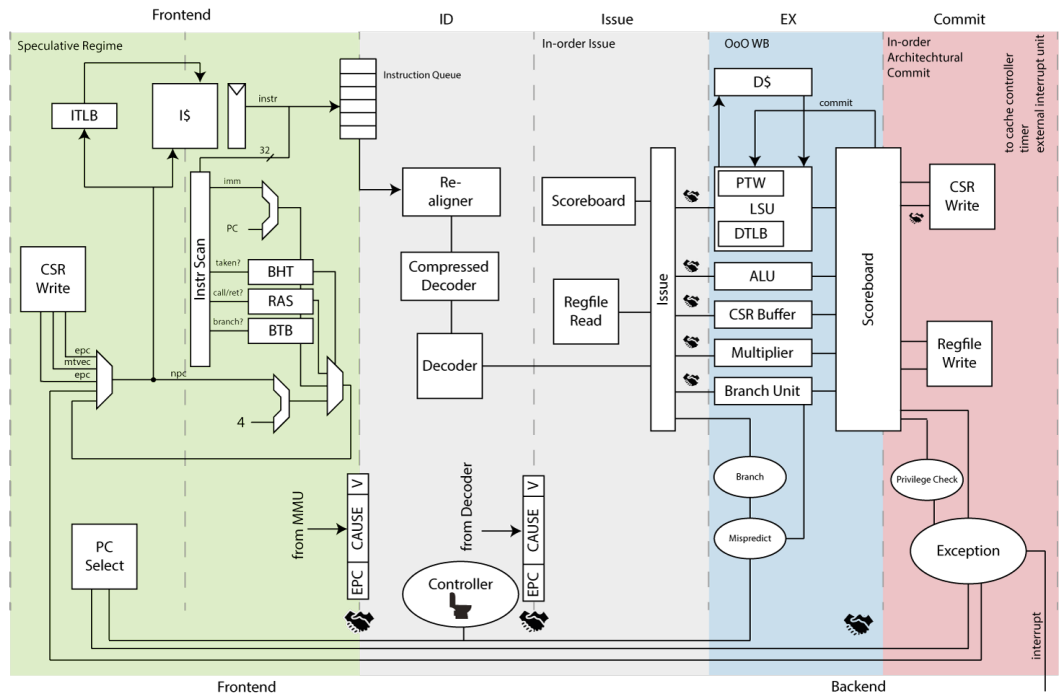 Frontend
ID
Issue
EX
Commit
Speculative Regime
In-order Issue
OoO WB
In-order
Architechtural
Commit
to cache controller
timer
external interrupt unit
Instruction Queue
ITLB
I$
instr
32
D$
commit
imm
PC
Instr Scan
taken?
BHT
call/ret?
RAS
branch?
BTB
CSR
Write
epc
mtvec
epc
npc
4
Re-
aligner
Compressed
Decoder
Decoder
Scoreboard
Regfile
Read
Issue
PTW
LSU
DTLB
ALU
CSR Buffer
Multiplier
Branch Unit
Scoreboard
CSR
Write
Regfile
Write
Branch
Mispredict
Privilege Check
Exception
PC
Select
from MMU
V
CAUSE
EPC
from Decoder
V
CAUSE
EPC
Controller
interrupt
Frontend
Backend